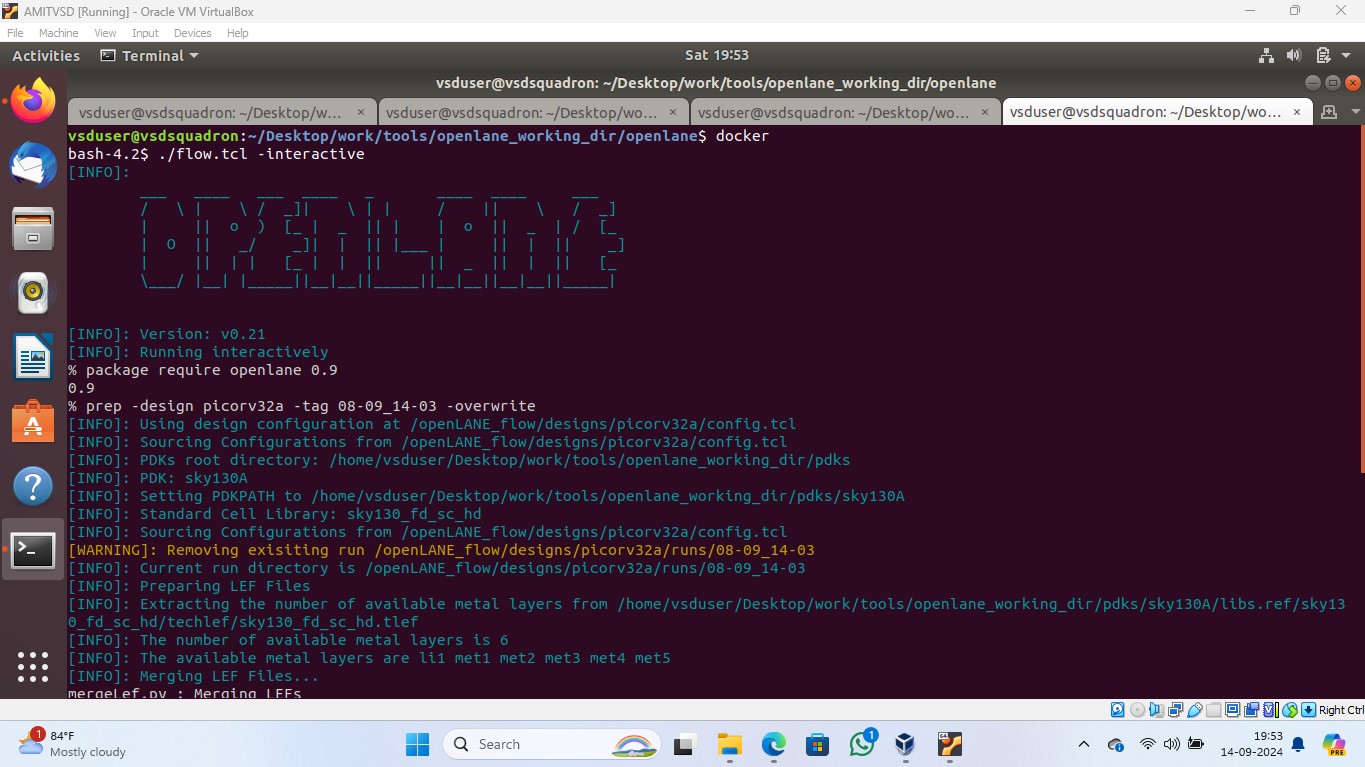 AMITVSD [Running] - Oracle VM VirtualBox
File Machine View Input Devices Help
Activities Terminal Sat 19:53
vsduser@vsdsquadron: ~/Desktop/work/tools/openlane_working_dir/openlane
vsduser@vsdsquadron: ~/Desktop/w... × vsduser@vsdsquadron: ~/Desktop/wo... × vsduser@vsdsquadron: ~/Desktop/wo... × vsduser@vsdsquadron: ~/Desktop/wo... ×
vsduser@vsdsquadron:~/Desktop/work/tools/openlane_working_dir/openlane$ docker
bash-4.2$ ./flow.tcl -interactive
[INFO]:
OPENLANE
[INFO]: Version: v0.21
[INFO]: Running interactively
% package require openlane 0.9
0.9
% prep -design picorv32a -tag 08-09_14-03 -overwrite
[INFO]: Using design configuration at /openLANE_flow/designs/picorv32a/config.tcl
[INFO]: Sourcing Configurations from /openLANE_flow/designs/picorv32a/config.tcl
[INFO]: PDKs root directory: /home/vsduser/Desktop/work/tools/openlane_working_dir/pdks
[INFO]: PDK: sky130A
[INFO]: Setting PDKPATH to /home/vsduser/Desktop/work/tools/openlane_working_dir/pdks/sky130A
[INFO]: Standard Cell Library: sky130_fd_sc_hd
[INFO]: Sourcing Configurations from /openLANE_flow/designs/picorv32a/config.tcl
[WARNING]: Removing exisiting run /openLANE_flow/designs/picorv32a/runs/08-09_14-03
[INFO]: Current run directory is /openLANE_flow/designs/picorv32a/runs/08-09_14-03
[INFO]: Preparing LEF Files
[INFO]: Extracting the number of available metal layers from /home/vsduser/Desktop/work/tools/openlane_working_dir/pdks/sky130A/libs.ref/sky13
0_fd_sc_hd/techlef/sky130_fd_sc_hd.tlef
[INFO]: The number of available metal layers is 6
[INFO]: The available metal layers are li1 met1 met2 met3 met4 met5
[INFO]: Merging LEF Files...
mergeLef.py : Merging LEFs
Right Ctrl
1
84°F
Mostly cloudy
Search
1
64
19:53
14-09-2024
PRE